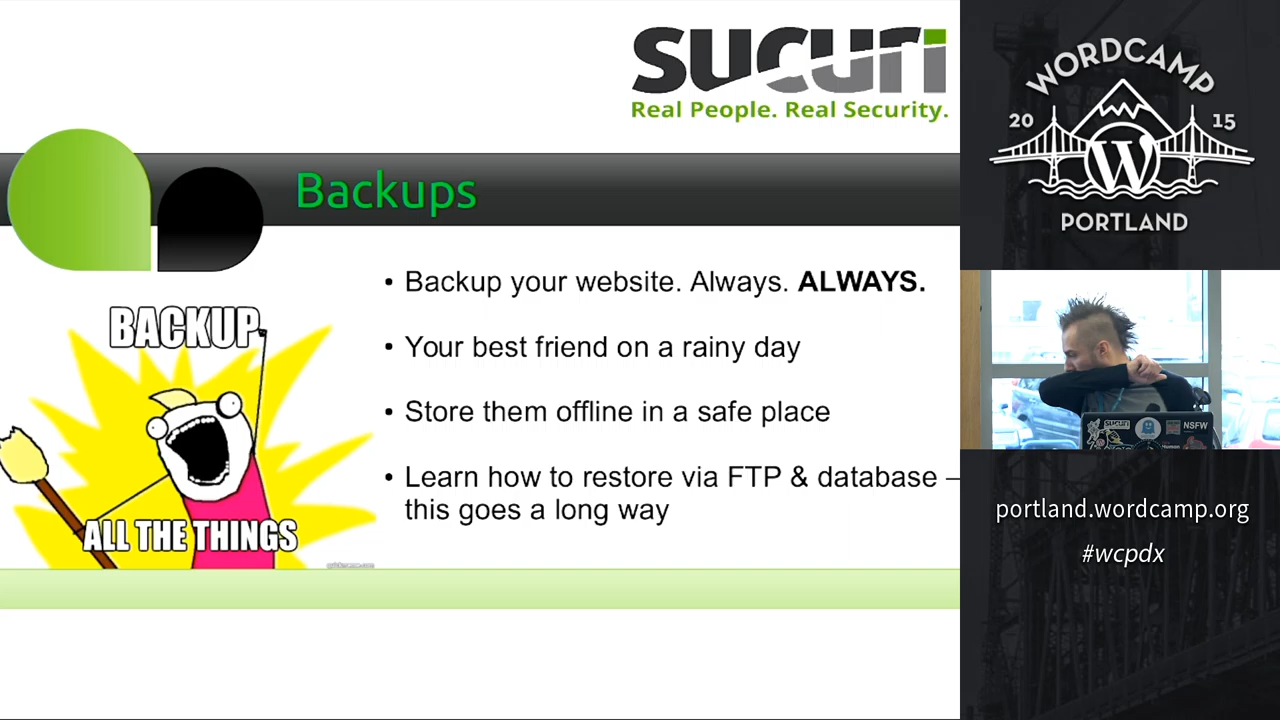 sucuri
Real People. Real Security.
Backups
• Backup your website. Always. ALWAYS.
• Your best friend on a rainy day
• Store them offline in a safe place
• Learn how to restore via FTP & database –
this goes a long way
BACKUP
ALL THE THINGS
WORDCAMP
20 15
W
PORTLAND
SUCURI
NSFW
portland.wordcamp.org
#wcpdx